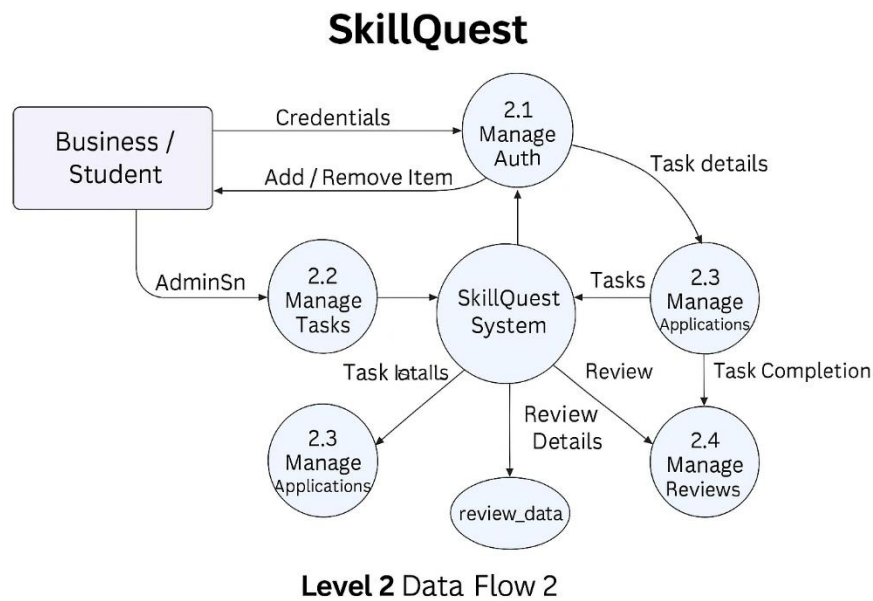 SkillQuest
Business /
Student
Credentials
2.1
Manage
Auth
Add / Remove Item
Task details
AdminSn
2.2
Manage
Tasks
SkillQuest
System
Tasks
2.3
Manage
Applications
Task
Review
Task Completion
2.3
Manage
Applications
Review
Details
2.4
Manage
Reviews
review_data
Level 2 Data Flow 2